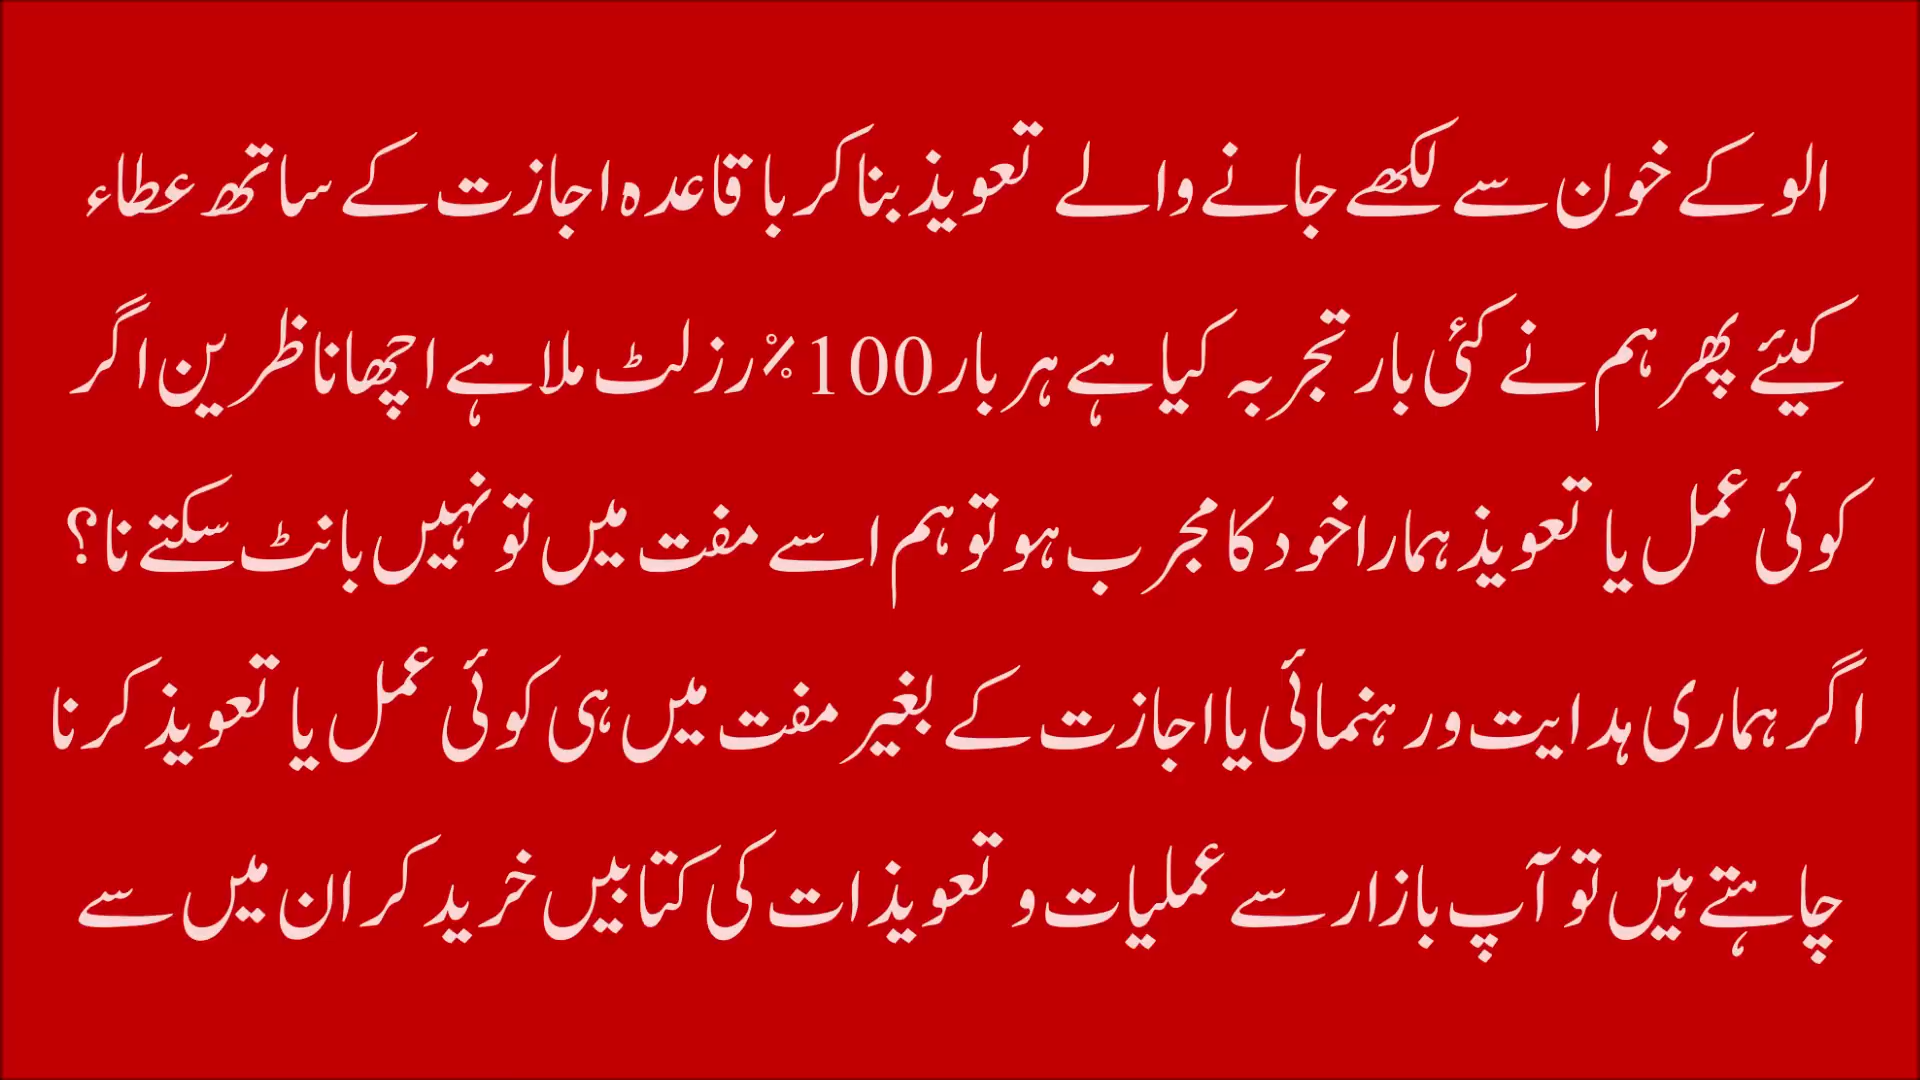 الو کے خون سے لکھے جانے والے تعویذ بنا کر باقاعدہ اجازت کے ساتھ عطاء
کیئے پھر ہم نے کئی بار تجربہ کیا ہے ہر بار 100% رزلٹ ملا ہے اچھا ناظرین اگر
کوئی عمل یا تعویذ ہمارا خود کا مجرب ہو تو ہم اسے مفت میں تو نہیں بانٹ سکتے نا؟
اگر ہماری ہدایت ورہنمائی یا اجازت کے بغیر مفت میں ہی کوئی عمل یا تعویذ کرنا
چاہتے ہیں تو آپ بازار سے عملیات و تعویذات کی کتابیں خرید کر ان میں سے